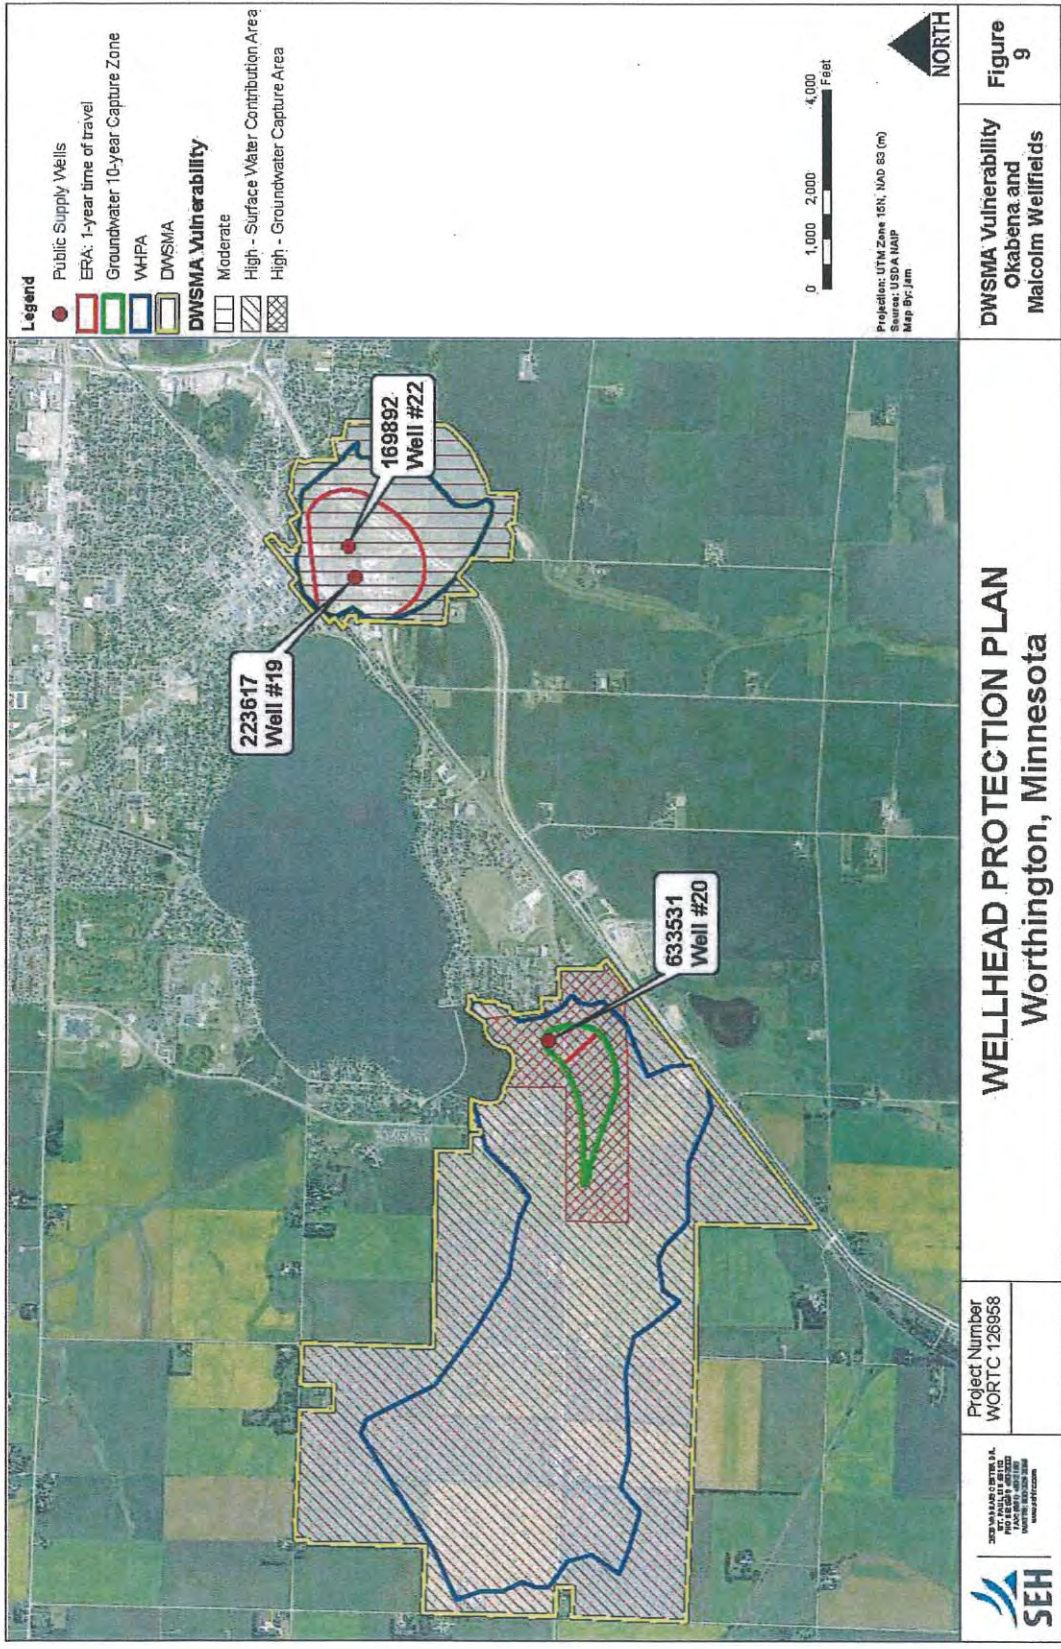 Legend
Public Supply Wells
ERA: 1-year time of travel
Groundwater 10-year Capture Zone
WHPA
DWSMA
DWSMA Vulnerability
Moderate
High - Surface Water Contribution Area
High - Groundwater Capture Area
0 1,000 2,000 4,000
Feet
Projection: UTM Zone 15N, NAD 83 (m)
Source: USDA NAIP
Map By: jam
NORTH
223617
Well #19
169892
Well #22
633531
Well #20
SEH
Project Number
WORTC 126958
WELLHEAD PROTECTION PLAN
Worthington, Minnesota
DWSMA Vulnerability
Okabena and
Malcolm Wellfields
Figure
9